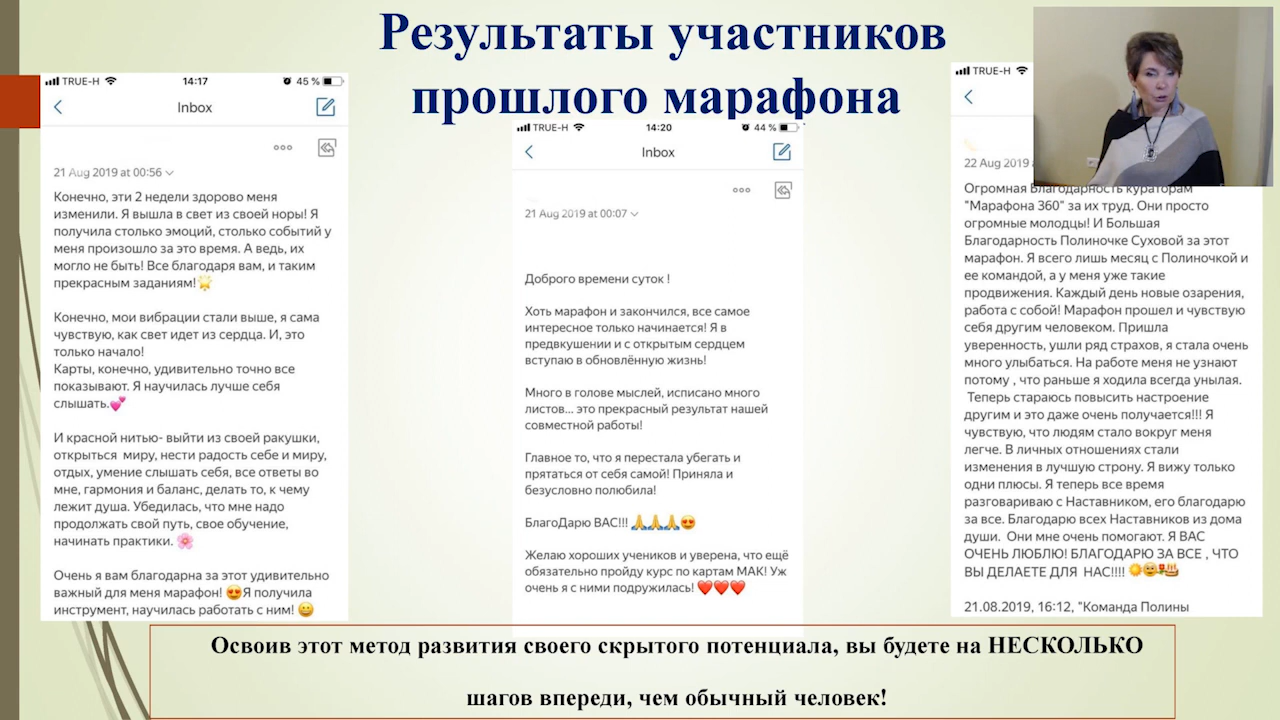 Результаты участников
прошлого марафона
TRUE-H
14:17
45 %
Inbox
21 Aug 2019 at 00:56
Конечно, эти 2 недели здорово меня
изменили. Я вышла в свет из своей норы! Я
получила столько эмоций, столько событий у
меня произошло за это время. А ведь, их
могло не быть! Все благодаря вам, и таким
прекрасным заданиям!🌟
Конечно, мои вибрации стали выше, я сама
чувствую, как свет идет из сердца. И, это
только начало!
Карты, конечно, удивительно точно все
показывают. Я научилась лучше себя
слышать.💕
И красной нитью- выйти из своей ракушки,
открыться миру, нести радость себе и миру,
отдых, умение слышать себя, все ответы во
мне, гармония и баланс, делать то, к чему
лежит душа. Убедилась, что мне надо
продолжать свой путь, свое обучение,
начинать практики. 🌸
Очень я вам благодарна за этот удивительно
важный для меня марафон! 😍Я получила
инструмент, научилась работать с ним! 😀
TRUE-H
14:20
44 %
Inbox
21 Aug 2019 at 00:07
Доброго времени суток !
Хоть марафон и закончился, все самое
интересное только начинается! Я в
предвкушении и с открытым сердцем
вступаю в обновлённую жизнь!
Много в голове мыслей, исписано много
листов... это прекрасный результат нашей
совместной работы!
Главное то, что я перестала убегать и
прятаться от себя самой! Приняла и
безусловно полюбила!
БлагоДарю ВАС!!! 🙏🙏🙏😍
Желаю хороших учеников и уверена, что ещё
обязательно пройду курс по картам МАК! Уж
очень я с ними подружилась! ❤️❤️❤️
TRUE-H
22 Aug 2019
Огромная Благодарность кураторам
"Марафона 360" за их труд. Они просто
огромные молодцы! И Большая
Благодарность Полиночке Суховой за этот
марафон. Я всего лишь месяц с Полиночкой и
ее командой, а у меня уже такие
продвижения. Каждый день новые озарения,
работа с собой! Марафон прошел и чувствую
себя другим человеком. Пришла
уверенность, ушли ряд страхов, я стала очень
много улыбаться. На работе меня не узнают
потому , что раньше я ходила всегда унылая.
Теперь стараюсь повысить настроение
другим и это даже очень получается!!! Я
чувствую, что людям стало вокруг меня
легче. В личных отношениях стали
изменения в лучшую строну. Я вижу только
одни плюсы. Я теперь все время
разговариваю с Наставником, его благодарю
за все. Благодарю всех Наставников из дома
души. Они мне очень помогают. Я ВАС
ОЧЕНЬ ЛЮБЛЮ! БЛАГОДАРЮ ЗА ВСЕ , ЧТО
ВЫ ДЕЛАЕТЕ ДЛЯ НАС!!!!
21.08.2019, 16:12, "Команда Полины
Освоив этот метод развития своего скрытого потенциала, вы будете на НЕСКОЛЬКО
шагов впереди, чем обычный человек!